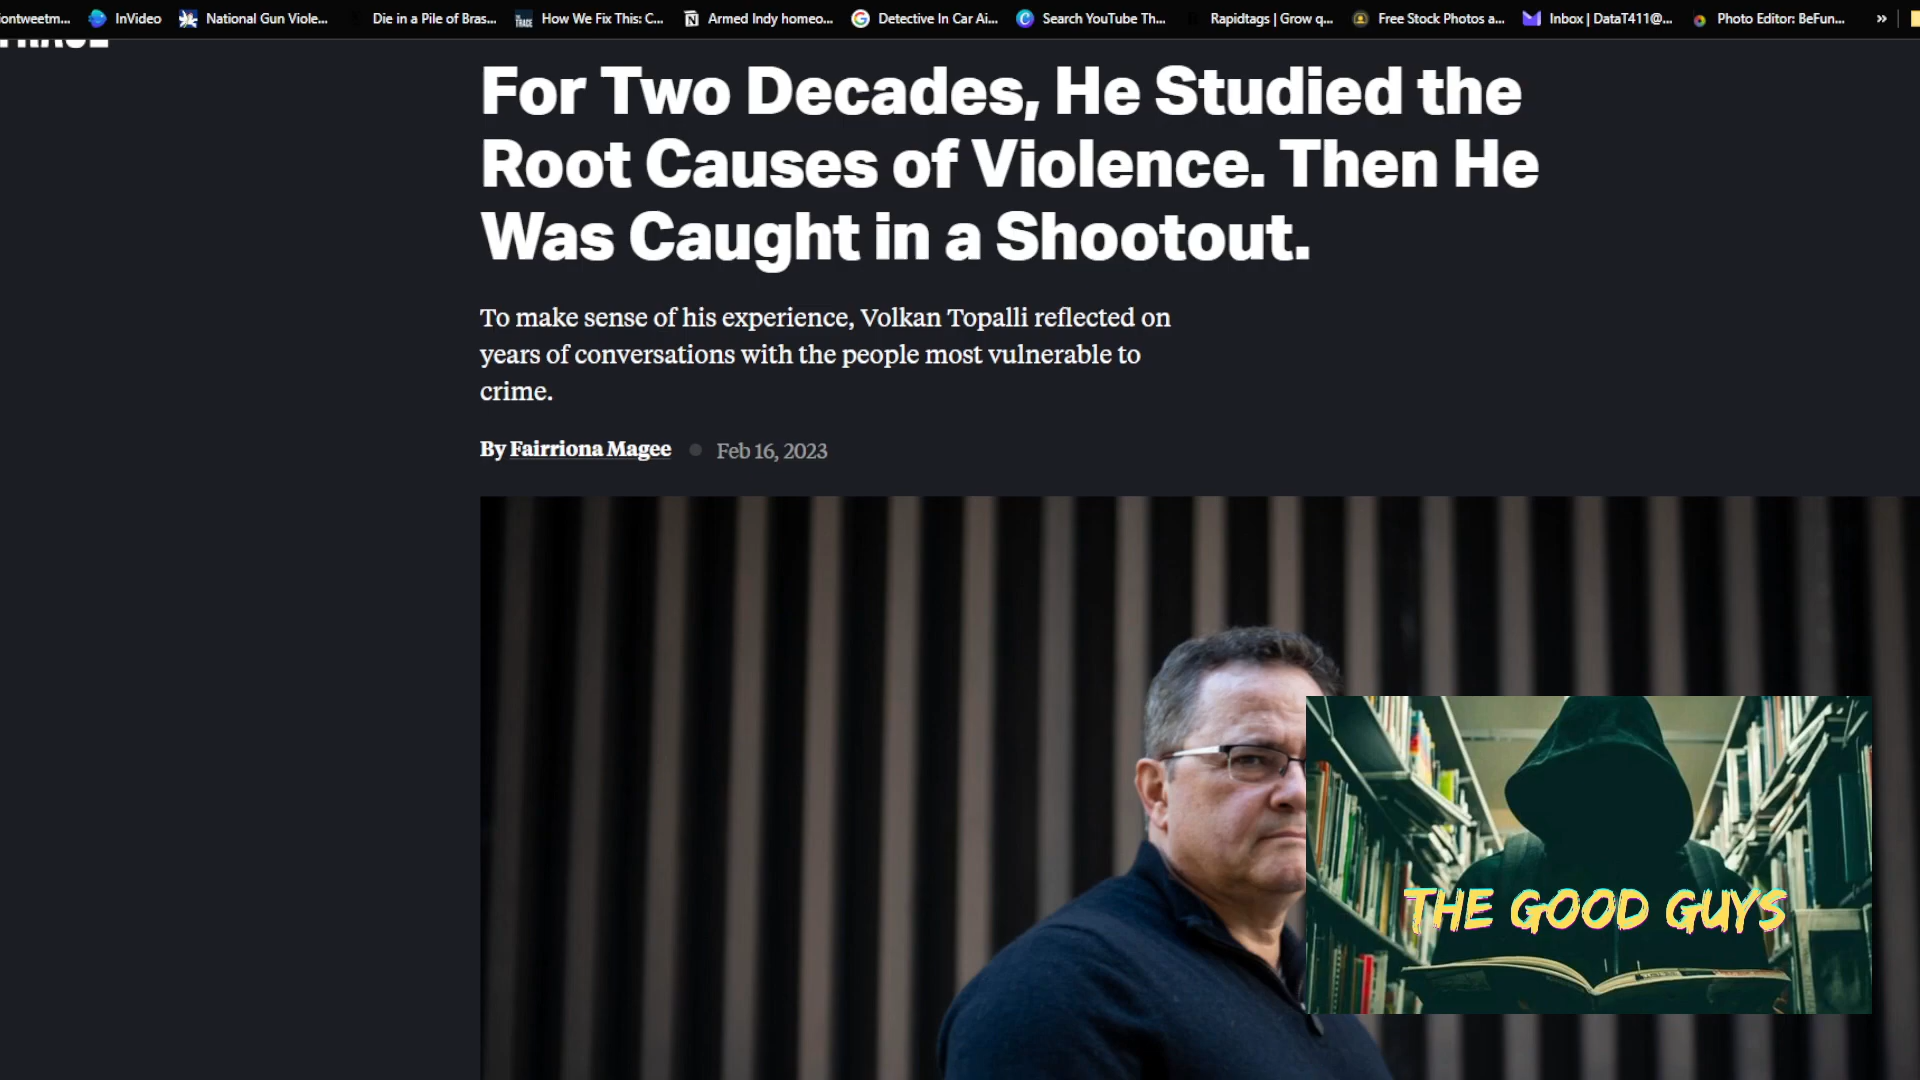 iontweetm... InVideo National Gun Viole... Die in a Pile of Bras... How We Fix This: C... Armed Indy homeo... Detective In Car Ai... Search YouTube Th... Rapidtags | Grow q... Free Stock Photos a... Inbox | DataT411@... Photo Editor: BeFun... »
For Two Decades, He Studied the
Root Causes of Violence. Then He
Was Caught in a Shootout.
To make sense of his experience, Volkan Topalli reflected on
years of conversations with the people most vulnerable to
crime.
By Fairriona Magee • Feb 16, 2023
THE GOOD GUYS